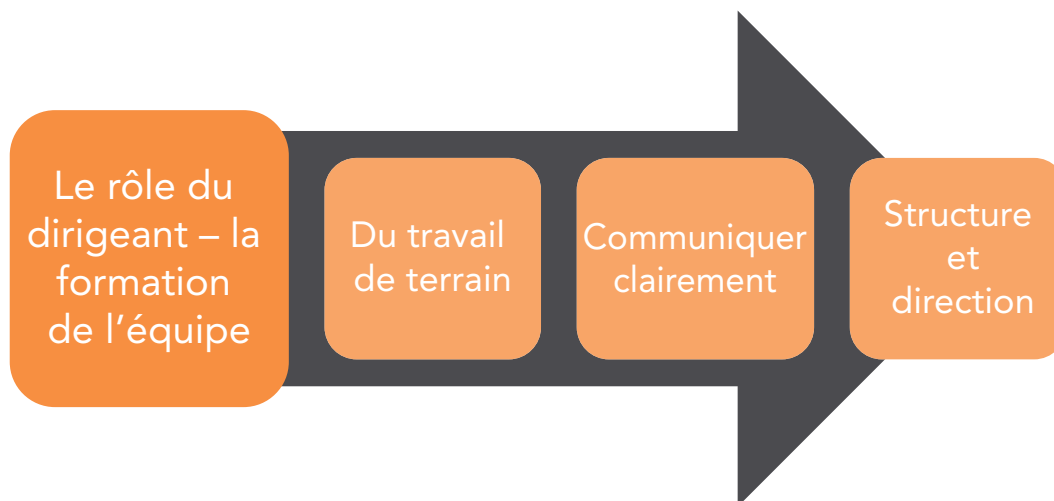 Le rôle du
dirigeant – la
formation
de l’équipe
Du travail
de terrain
Communiquer
clairement
Structure
et
direction